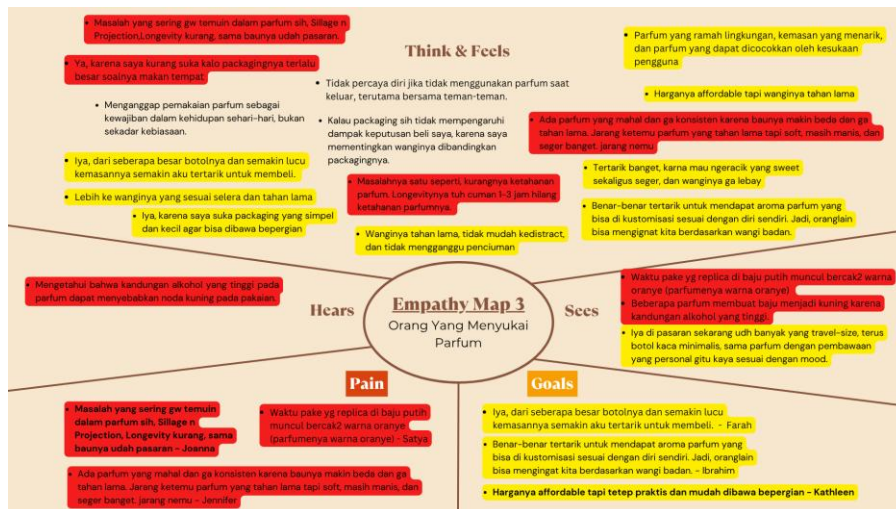 Masalah yang sering gw temuin dalam parfum sih, Sillage n
Projection,Longevity kurang, sama baunya udah pasaran.
Ya, karena saya kurang suka kalo packagingnya terlalu
besar soalnya makan tempat
Menganggap pemakaian parfum sebagai
kewajiban dalam kehidupan sehari-hari, bukan
sekadar kebiasaan.
Iya, dari seberapa besar botolnya dan semakin lucu
kemasannya semakin aku tertarik untuk membeli.
Lebih ke wanginya yang sesuai selera dan tahan lama
Iya, karena saya suka packaging yang simpel
dan kecil agar bisa dibawa bepergian
Think & Feels
Tidak percaya diri jika tidak menggunakan parfum saat
keluar, terutama bersama teman-teman.
Kalau packaging sih tidak mempengaruhi
dampak keputusan beli saya, karena saya
mementingkan wanginya dibandingkan
packagingnya.
Masalahnya satu seperti, kurangnya ketahanan
parfum. Longevitynya tuh cuman 1-3 jam hilang
ketahanan parfumnya.
Wanginya tahan lama, tidak mudah kedistract,
dan tidak mengganggu penciuman
Parfum yang ramah lingkungan, kemasan yang menarik,
dan parfum yang dapat dicocokkan oleh kesukaan
pengguna
Harganya affordable tapi wanginya tahan lama
Ada parfum yang mahal dan ga konsisten karena baunya makin beda dan ga
tahan lama. Jarang ketemu parfum yang tahan lama tapi soft, masih manis, dan
seger banget. jarang nemu
Tertarik banget, karna mau ngeracik yang sweet
sekaligus seger, dan wanginya ga lebay
Benar-benar tertarik untuk mendapat aroma parfum yang
bisa di kustomisasi sesuai dengan diri sendiri. Jadi, oranglain
bisa mengignat kita berdasarkan wangi badan.
Mengetahui bahwa kandungan alkohol yang tinggi pada
parfum dapat menyebabkan noda kuning pada pakaian.
Hears
Empathy Map 3
Orang Yang Menyukai
Parfum
Sees
Waktu pake yg replica di baju putih muncul bercak2 warna
oranye (parfumenya warna oranye)
Beberapa parfum membuat baju menjadi kuning karena
kandungan alkohol yang tinggi.
Iya di pasaran sekarang udh banyak yang travel-size, terus
botol kaca minimalis, sama parfum dengan pembawaan
yang personal gitu kaya sesuai dengan mood.
Pain
Masalah yang sering gw temuin
dalam parfum sih, Sillage n
Projection, Longevity kurang, sama
baunya udah pasaran - Joanna
Waktu pake yg replica di baju putih
muncul bercak2 warna oranye
(parfumenya warna oranye) - Satya
Ada parfum yang mahal dan ga konsisten karena baunya makin beda dan ga
tahan lama. Jarang ketemu parfum yang tahan lama tapi soft, masih manis, dan
seger banget. jarang nemu - Jennifer
Goals
Iya, dari seberapa besar botolnya dan semakin lucu
kemasannya semakin aku tertarik untuk membeli. - Farah
Benar-benar tertarik untuk mendapat aroma parfum yang
bisa di kustomisasi sesuai dengan diri sendiri. Jadi, oranglain
bisa mengingat kita berdasarkan wangi badan. - Ibrahim
Harganya affordable tapi tetep praktis dan mudah dibawa bepergian - Kathleen